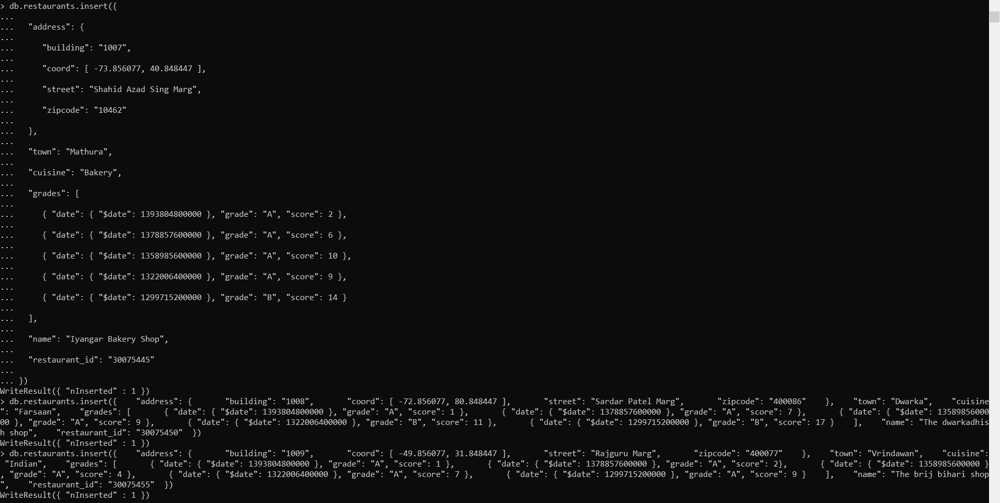 > db.restaurants.insert({
...
...   "address": {
...
...      "building": "1007",
...
...      "coord": [ -73.856077, 40.848447 ],
...
...      "street": "Shahid Azad Sing Marg",
...
...      "zipcode": "10462"
...
...   },
...
...   "town": "Mathura",
...
...   "cuisine": "Bakery",
...
...   "grades": [
...
...      { "date": { "$date": 1393804800000 }, "grade": "A", "score": 2 },
...
...      { "date": { "$date": 1378857600000 }, "grade": "A", "score": 6 },
...
...      { "date": { "$date": 1358985600000 }, "grade": "A", "score": 10 },
...
...      { "date": { "$date": 1322006400000 }, "grade": "A", "score": 9 },
...
...      { "date": { "$date": 1299715200000 }, "grade": "B", "score": 14 }
...
...   ],
...
...   "name": "Iyangar Bakery Shop",
...
...   "restaurant_id": "30075445"
...
... })
WriteResult({ "nInserted" : 1 })
> db.restaurants.insert({    "address": {       "building": "1008",       "coord": [ -72.856077, 80.848447 ],       "street": "Sardar Patel Marg",       "zipcode": "400086"    },    "town": "Dwarka",    "cuisine
": "Farsaan",    "grades": [       { "date": { "$date": 1393804800000 }, "grade": "A", "score": 1 },       { "date": { "$date": 1378857600000 }, "grade": "A", "score": 7 },       { "date": { "$date": 13589856000
00 }, "grade": "A", "score": 9 },       { "date": { "$date": 1322006400000 }, "grade": "B", "score": 11 },       { "date": { "$date": 1299715200000 }, "grade": "B", "score": 17 }    ],    "name": "The dwarkadhis
h shop",    "restaurant_id": "30075450"  })
WriteResult({ "nInserted" : 1 })
> db.restaurants.insert({    "address": {       "building": "1009",       "coord": [ -49.856077, 31.848447 ],       "street": "Rajguru Marg",       "zipcode": "400077"    },    "town": "Vrindawan",    "cuisine":
 "Indian",    "grades": [       { "date": { "$date": 1393804800000 }, "grade": "A", "score": 1 },       { "date": { "$date": 1378857600000 }, "grade": "A", "score": 2},       { "date": { "$date": 1358985600000 }
, "grade": "A", "score": 4 },       { "date": { "$date": 1322006400000 }, "grade": "A", "score": 7 },       { "date": { "$date": 1299715200000 }, "grade": "A", "score": 9 }    ],    "name": "The brij bihari shop
",    "restaurant_id": "30075455"  })
WriteResult({ "nInserted" : 1 })